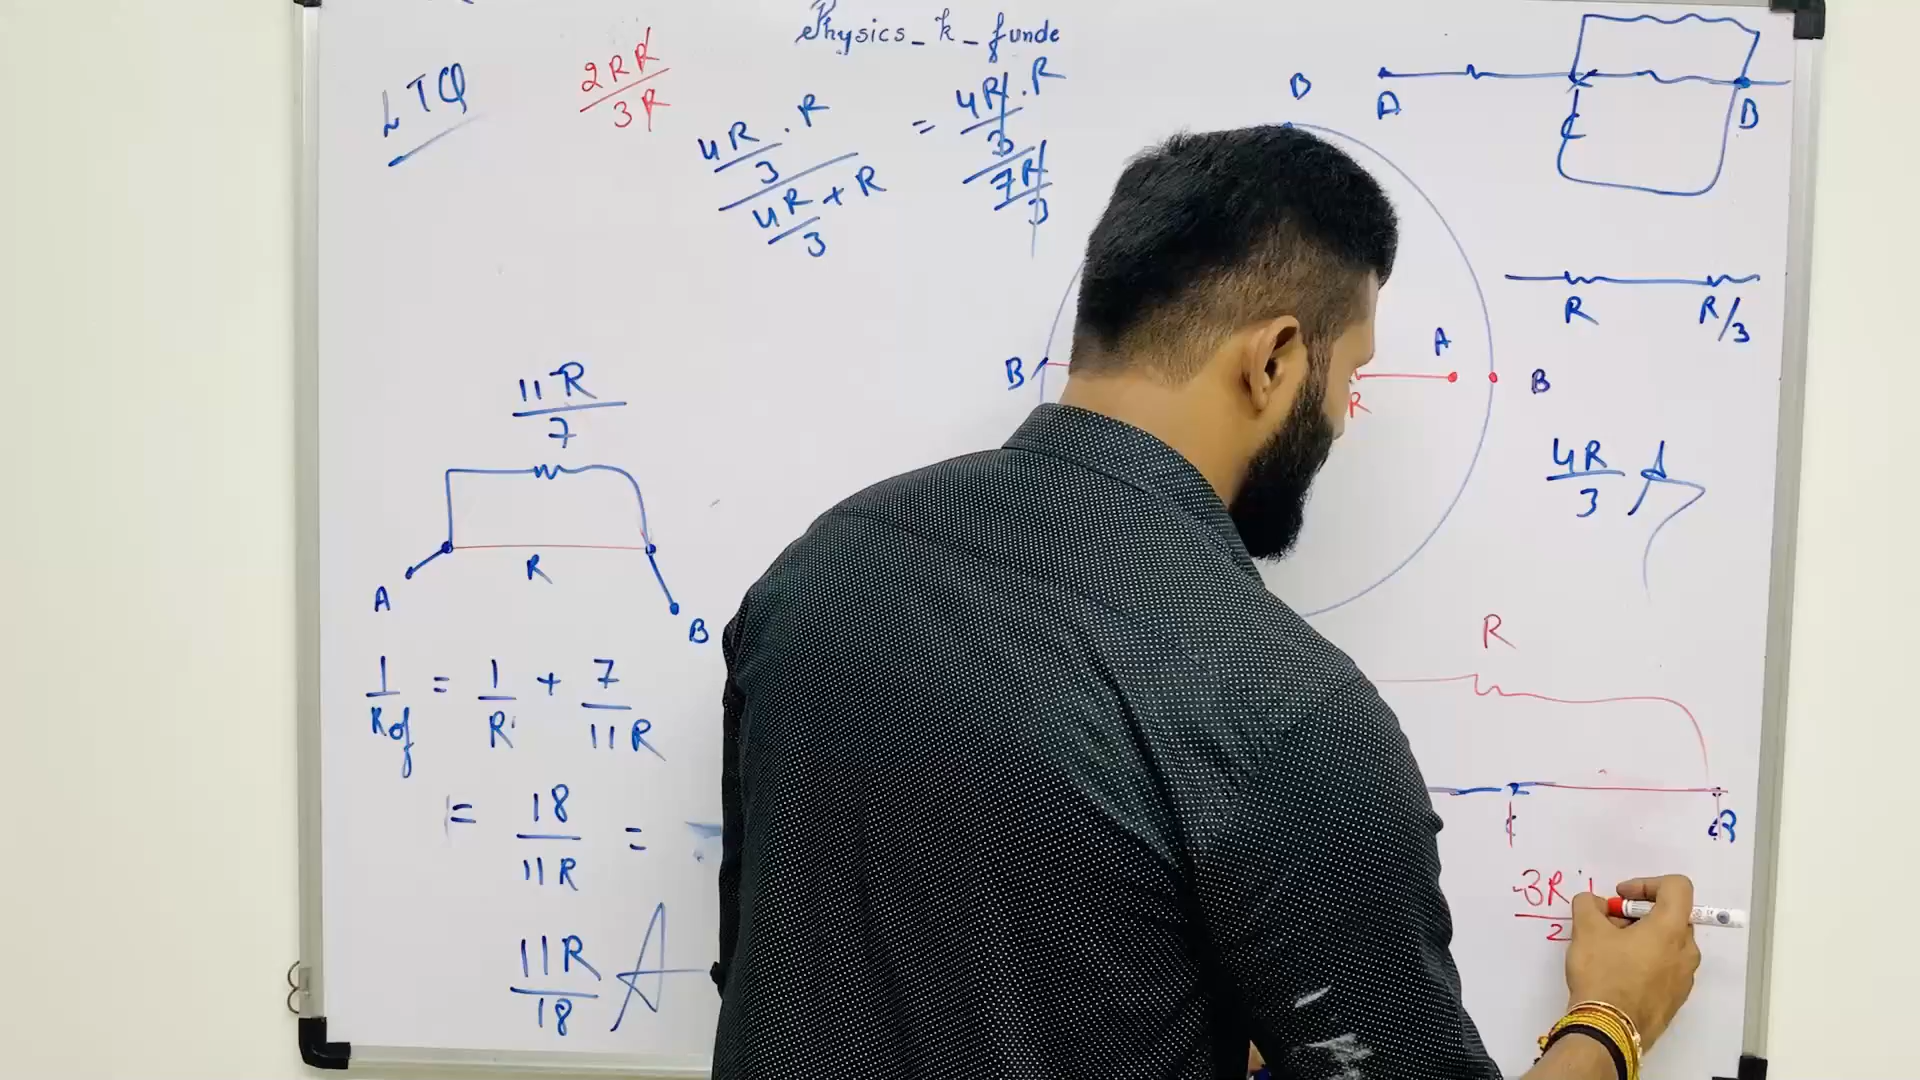 Physics_k_funde
LTQ
2RR
3R
4R/3 . R
4R/3 + R
= 4R/3 . R
7R/3
B
A
C
B
R
R/3
B
A
R
B
4R/3
11R/7
R
A
B
1/Ref = 1/R + 7/11R
= 18/11R =
11R/18
R
B
3R
2